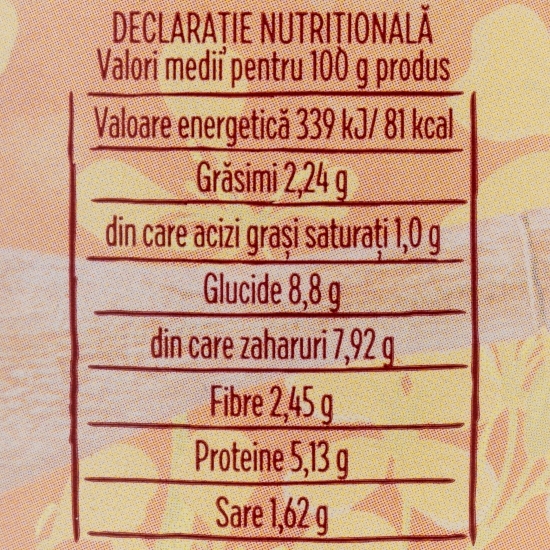 DECLARAȚIE NUTRIȚIONALĂ
Valori medii pentru 100 g produs
Valoare energetică 339 kJ/ 81 kcal
Grăsimi 2,24 g
din care acizi grași saturați 1,0 g
Glucide 8,8 g
din care zaharuri 7,92 g
Fibre 2,45 g
Proteine 5,13 g
Sare 1,62 g